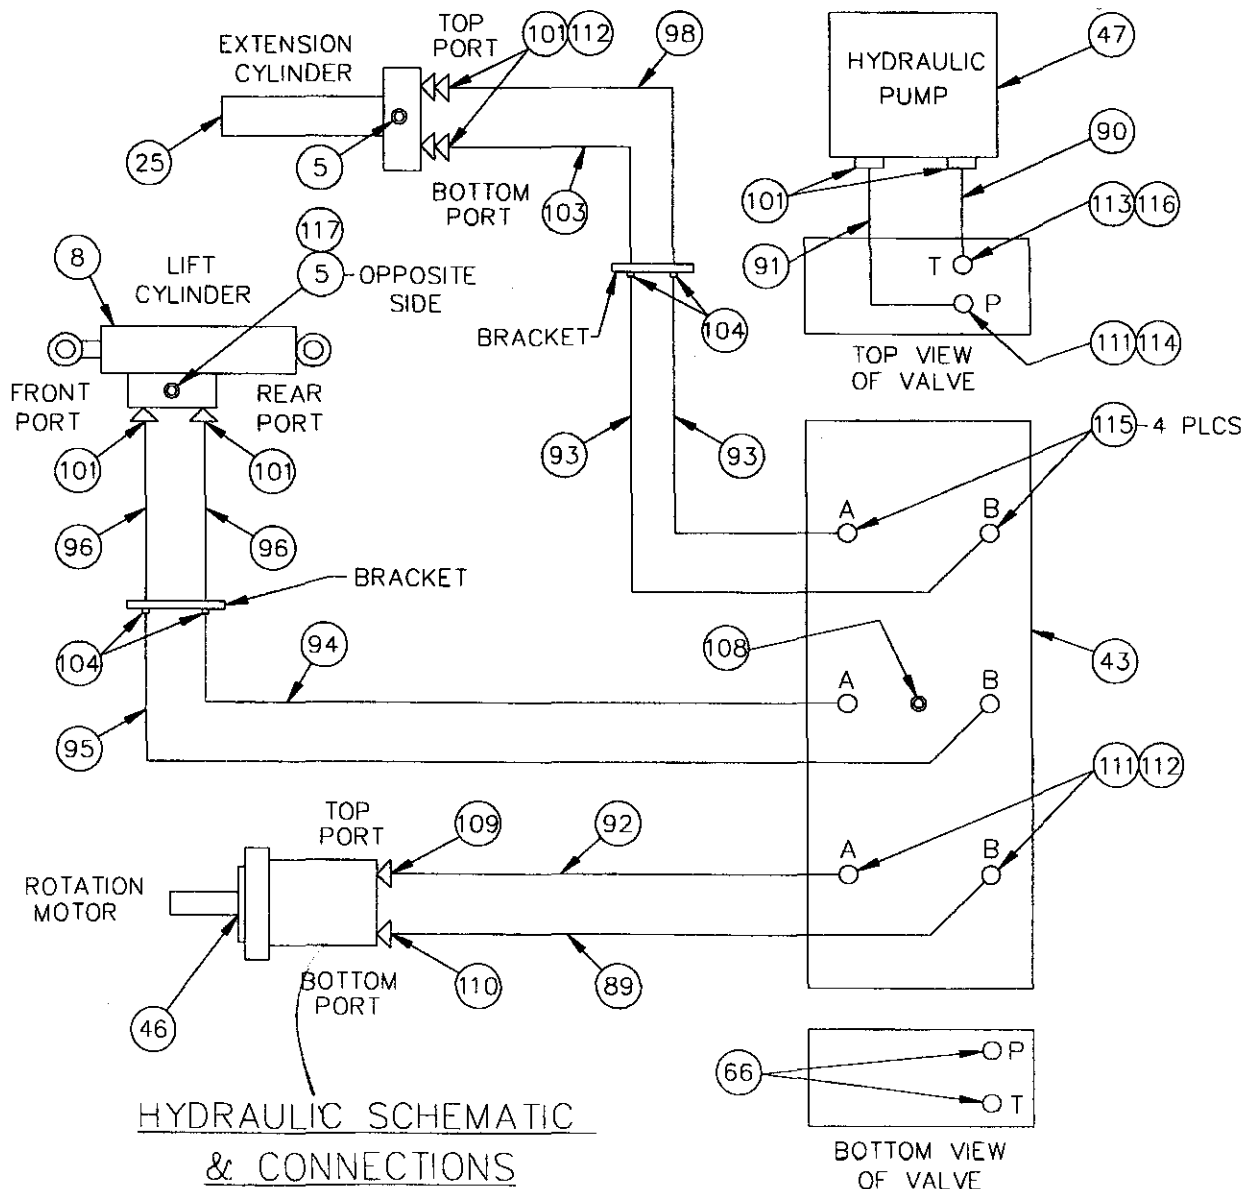 EXTENSION
CYLINDER
TOP
PORT
101 112
98
HYDRAULIC
PUMP
47
25
5
BOTTOM
PORT
103
101
90
113 116
91
T
P
111 114
TOP VIEW
OF VALVE
8
LIFT
CYLINDER
117
5 - OPPOSITE
SIDE
BRACKET
104
FRONT
PORT
REAR
PORT
101
101
93
93
115 - 4 PLCS
A
B
96
96
BRACKET
104
94
108
43
A
B
95
111 112
TOP
PORT
109
92
A
B
ROTATION
MOTOR
BOTTOM
PORT
110
89
46
66
P
T
HYDRAULIC SCHEMATIC
& CONNECTIONS
BOTTOM VIEW
OF VALVE